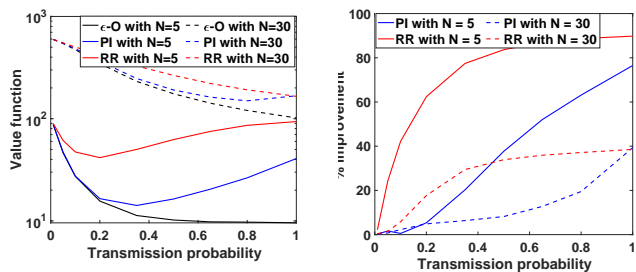 10³
ϵ-O with N=5
ϵ-O with N=30
PI with N=5
PI with N=30
RR with N=5
RR with N=30
Value function
10²
10¹
0 0.2 0.4 0.6 0.8 1
Transmission probability
100
PI with N = 5
PI with N = 30
RR with N = 5
RR with N = 30
% Improvement
80
60
40
20
0
0 0.2 0.4 0.6 0.8 1
Transmission probability